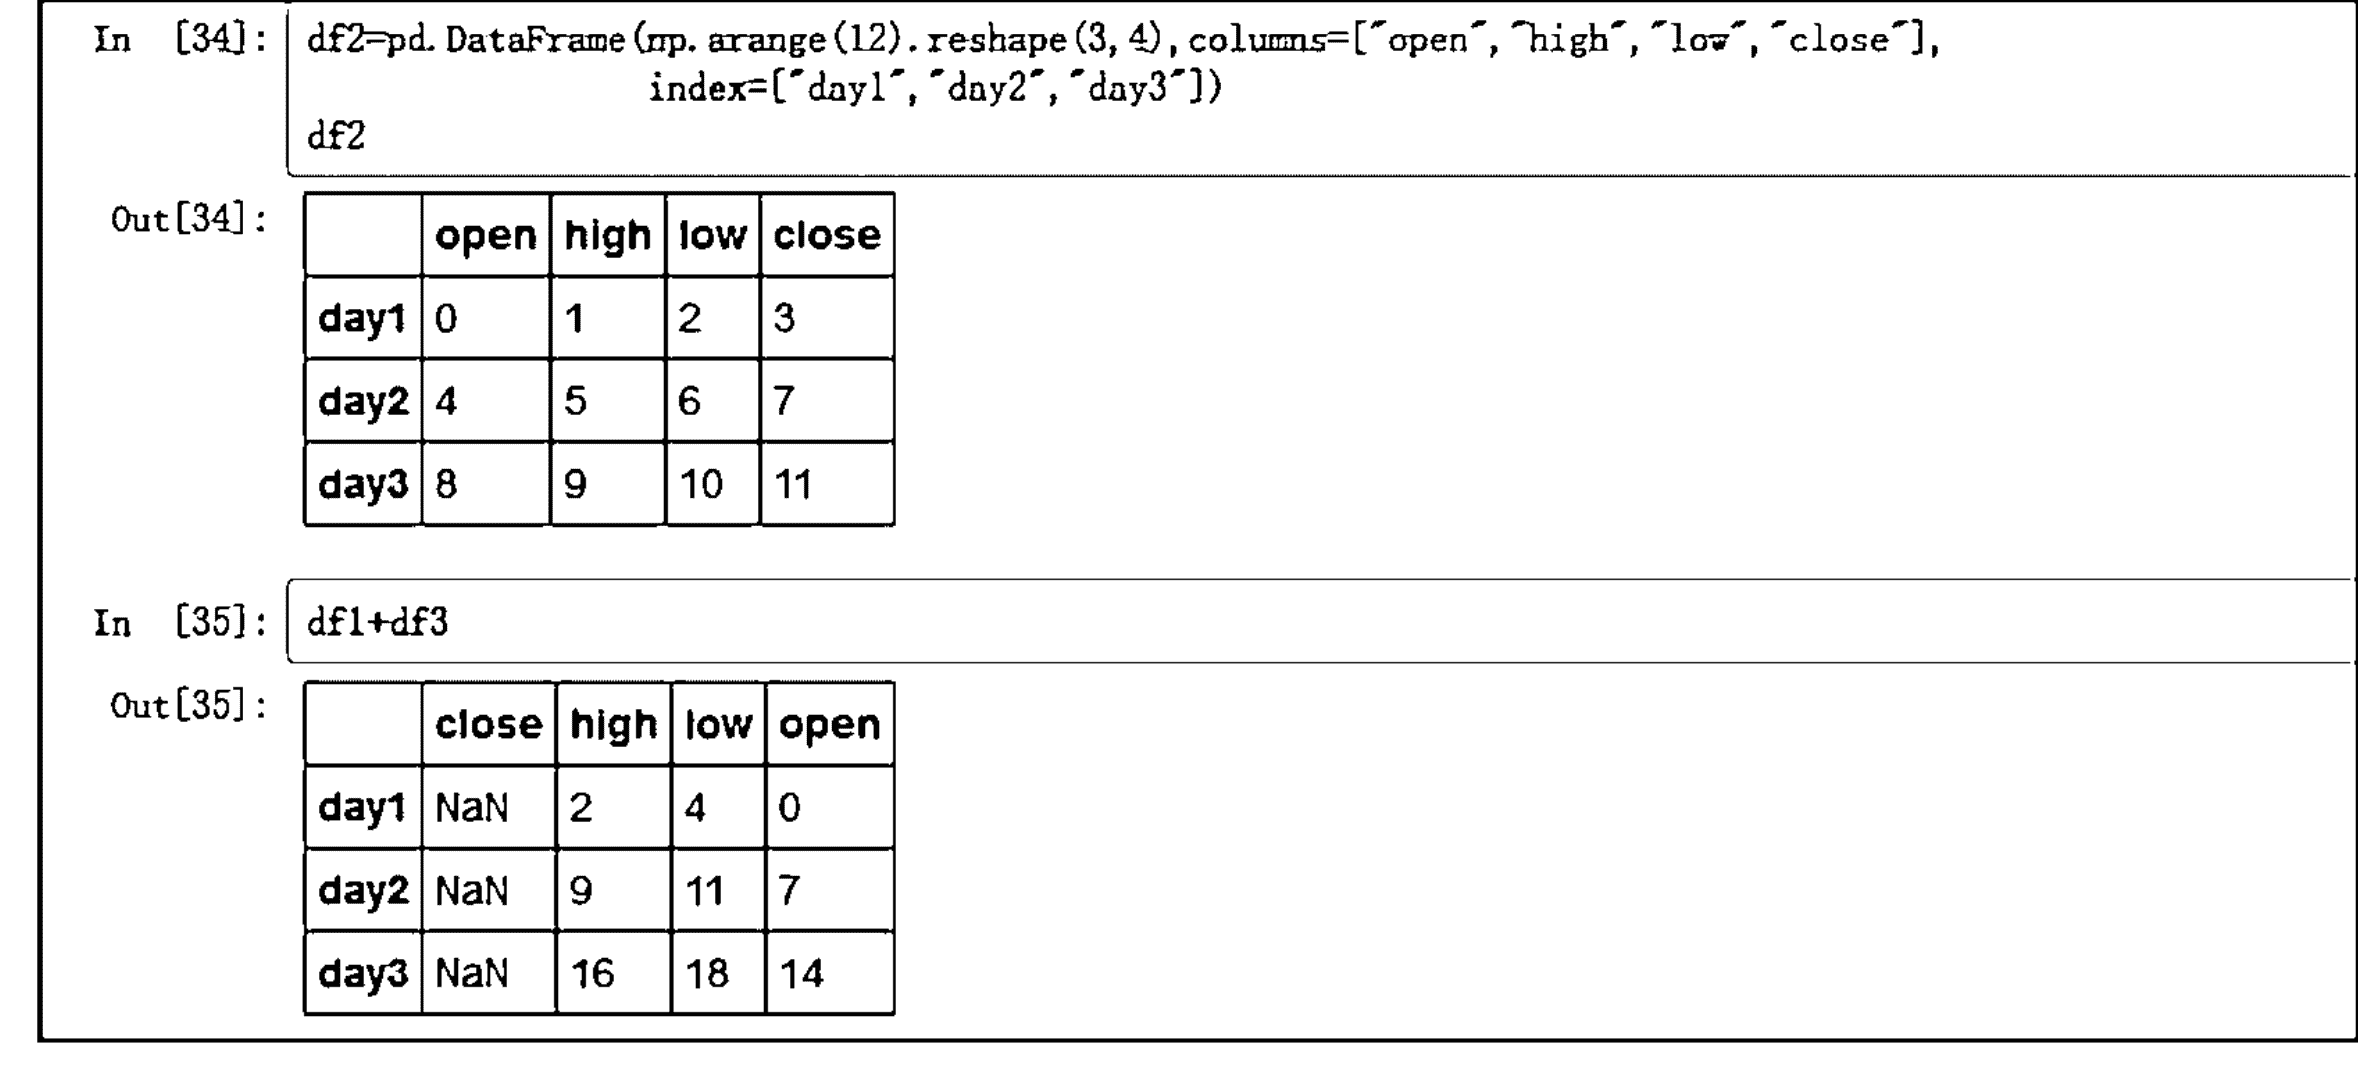 In [34]: df2=pd.DataFrame(np.arange(12).reshape(3,4),columns=["open","high","low","close"],
index=["day1","day2","day3"])
df2
Out[34]:
open high low close
day1 0 1 2 3
day2 4 5 6 7
day3 8 9 10 11
In [35]: df1+df3
Out[35]:
close high low open
day1 NaN 2 4 0
day2 NaN 9 11 7
day3 NaN 16 18 14